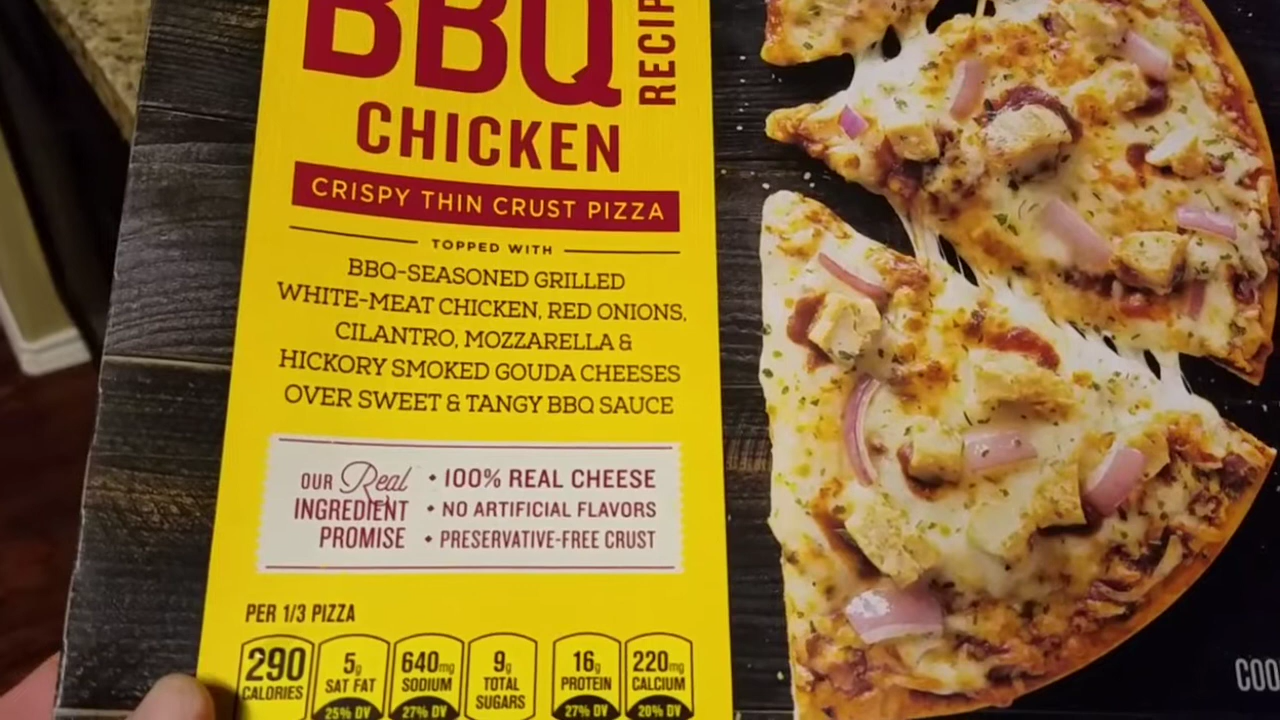 BBQ
CHICKEN
CRISPY THIN CRUST PIZZA
TOPPED WITH
BBQ-SEASONED GRILLED
WHITE-MEAT CHICKEN, RED ONIONS,
CILANTRO, MOZZARELLA &
HICKORY SMOKED GOUDA CHEESES
OVER SWEET & TANGY BBQ SAUCE
OUR Real
INGREDIENT
PROMISE
• 100% REAL CHEESE
• NO ARTIFICIAL FLAVORS
• PRESERVATIVE-FREE CRUST
PER 1/3 PIZZA
290
CALORIES
5g
SAT FAT
25% DV
640mg
SODIUM
27% DV
9g
TOTAL
SUGARS
16g
PROTEIN
27% DV
220mg
CALCIUM
20% DV